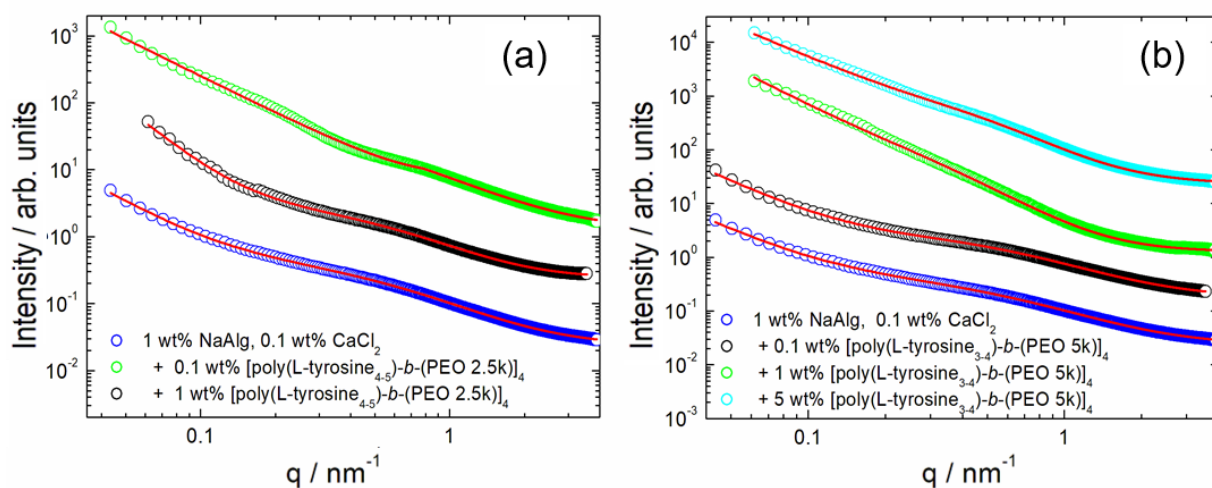 (a)
Intensity / arb. units
10³
10²
10¹
10⁰
10⁻¹
10⁻²
1 wt% NaAlg, 0.1 wt% CaCl₂
+ 0.1 wt% [poly(L-tyrosine₄₋₅)-b-(PEO 2.5k)]₄
+ 1 wt% [poly(L-tyrosine₄₋₅)-b-(PEO 2.5k)]₄
0.1
1
q / nm⁻¹
(b)
Intensity / arb. units
10⁴
10³
10²
10¹
10⁰
10⁻¹
10⁻²
10⁻³
1 wt% NaAlg, 0.1 wt% CaCl₂
+ 0.1 wt% [poly(L-tyrosine₃₋₄)-b-(PEO 5k)]₄
+ 1 wt% [poly(L-tyrosine₃₋₄)-b-(PEO 5k)]₄
+ 5 wt% [poly(L-tyrosine₃₋₄)-b-(PEO 5k)]₄
0.1
1
q / nm⁻¹